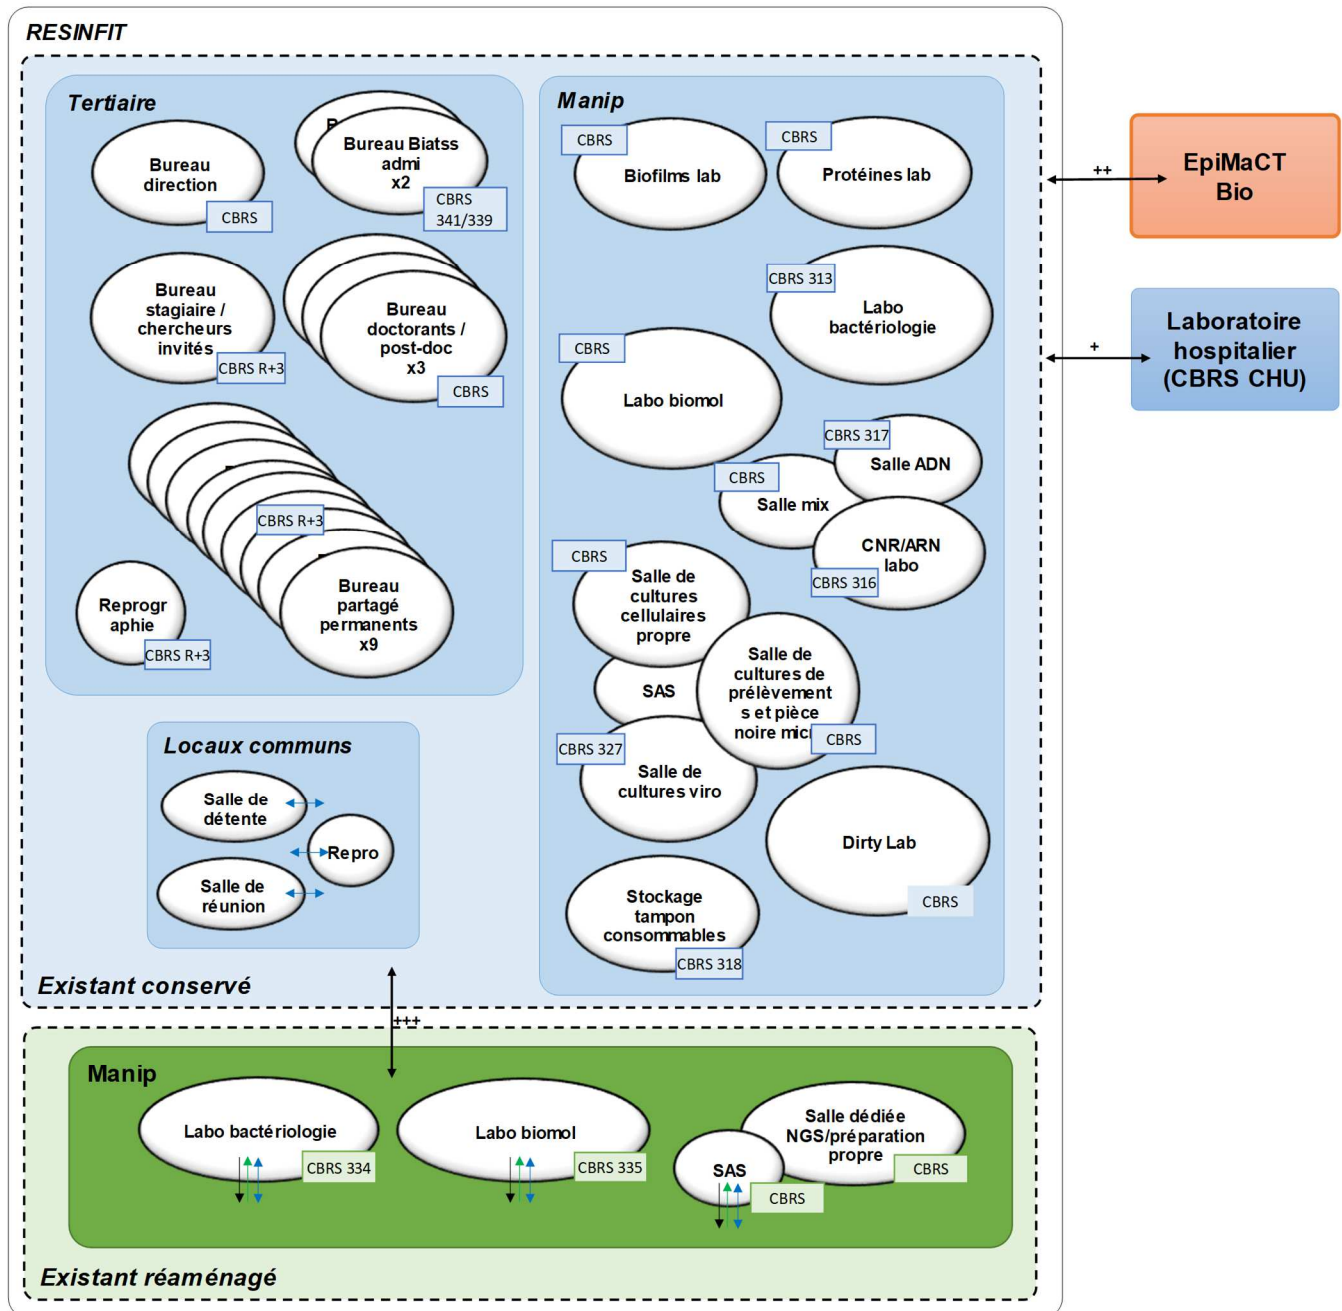 RESINFIT
Tertiaire
Bureau
direction
CBRS
Bureau Biatss
admi
x2
CBRS
341/339
Bureau
stagiaire /
chercheurs
invités
CBRS R+3
Bureau
doctorants /
post-doc
x3
CBRS
CBRS R+3
Bureau
partagé
permanents
x9
Reprogr
aphie
CBRS R+3
Locaux communs
Salle de
détente
Repro
Salle de
réunion
Manip
CBRS
Biofilms lab
CBRS
Protéines lab
CBRS 313
Labo
bactériologie
CBRS
Labo biomol
CBRS 317
Salle ADN
CBRS
Salle mix
CNR/ARN
labo
CBRS 316
CBRS
Salle de
cultures
cellulaires
propre
SAS
Salle de
cultures de
prélèvement
s et pièce
noire mic
CBRS
CBRS 327
Salle de
cultures viro
Dirty Lab
CBRS
Stockage
tampon
consommables
CBRS 318
Existant conservé
+++
Manip
Labo bactériologie
CBRS 334
Labo biomol
CBRS 335
SAS
CBRS
Salle dédiée
NGS/préparation
propre
CBRS
Existant réaménagé
++
EpiMaCT
Bio
+
Laboratoire
hospitalier
(CBRS CHU)